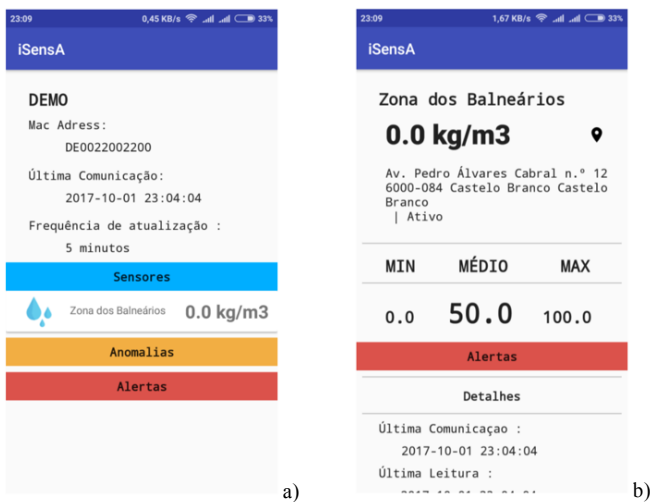 23:09 0,45 KB/s 33%
iSensA
DEMO
Mac Adress:
DE0022002200
Última Comunicação:
2017-10-01 23:04:04
Frequência de atualização :
5 minutos
Sensores
Zona dos Balneários 0.0 kg/m3
Anomalias
Alertas
a)
23:09 1,67 KB/s 33%
iSensA
Zona dos Balneários
0.0 kg/m3
Av. Pedro Álvares Cabral n.º 12
6000-084 Castelo Branco Castelo
Branco
| Ativo
MIN MÉDIO MAX
0.0 50.0 100.0
Alertas
Detalhes
Última Comunicaçao :
2017-10-01 23:04:04
Última Leitura :
b)